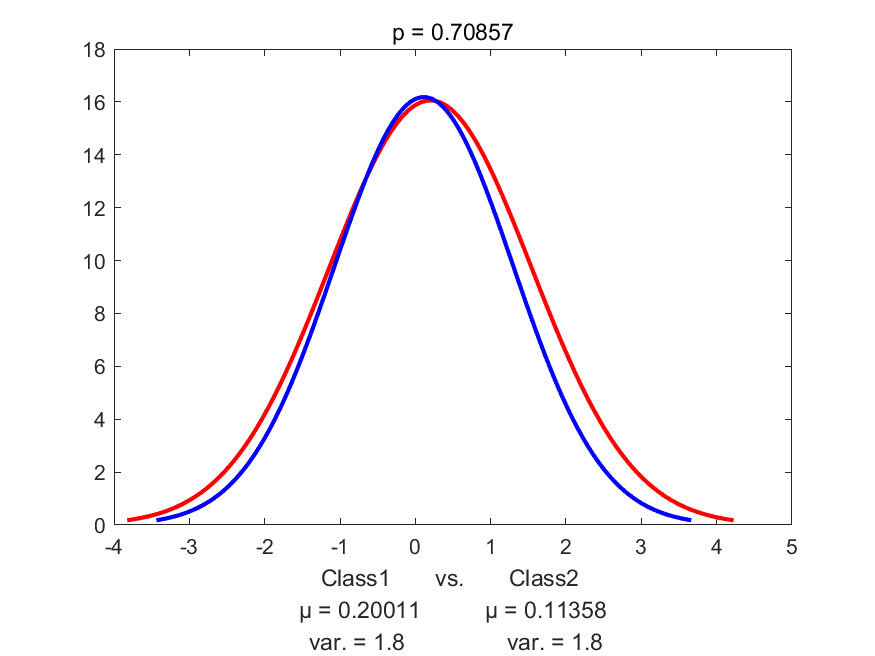 p = 0.70857
18
16
14
12
10
8
6
4
2
0
-4 -3 -2 -1 0 1 2 3 4 5
Class1 vs. Class2
μ = 0.20011 μ = 0.11358
var. = 1.8 var. = 1.8